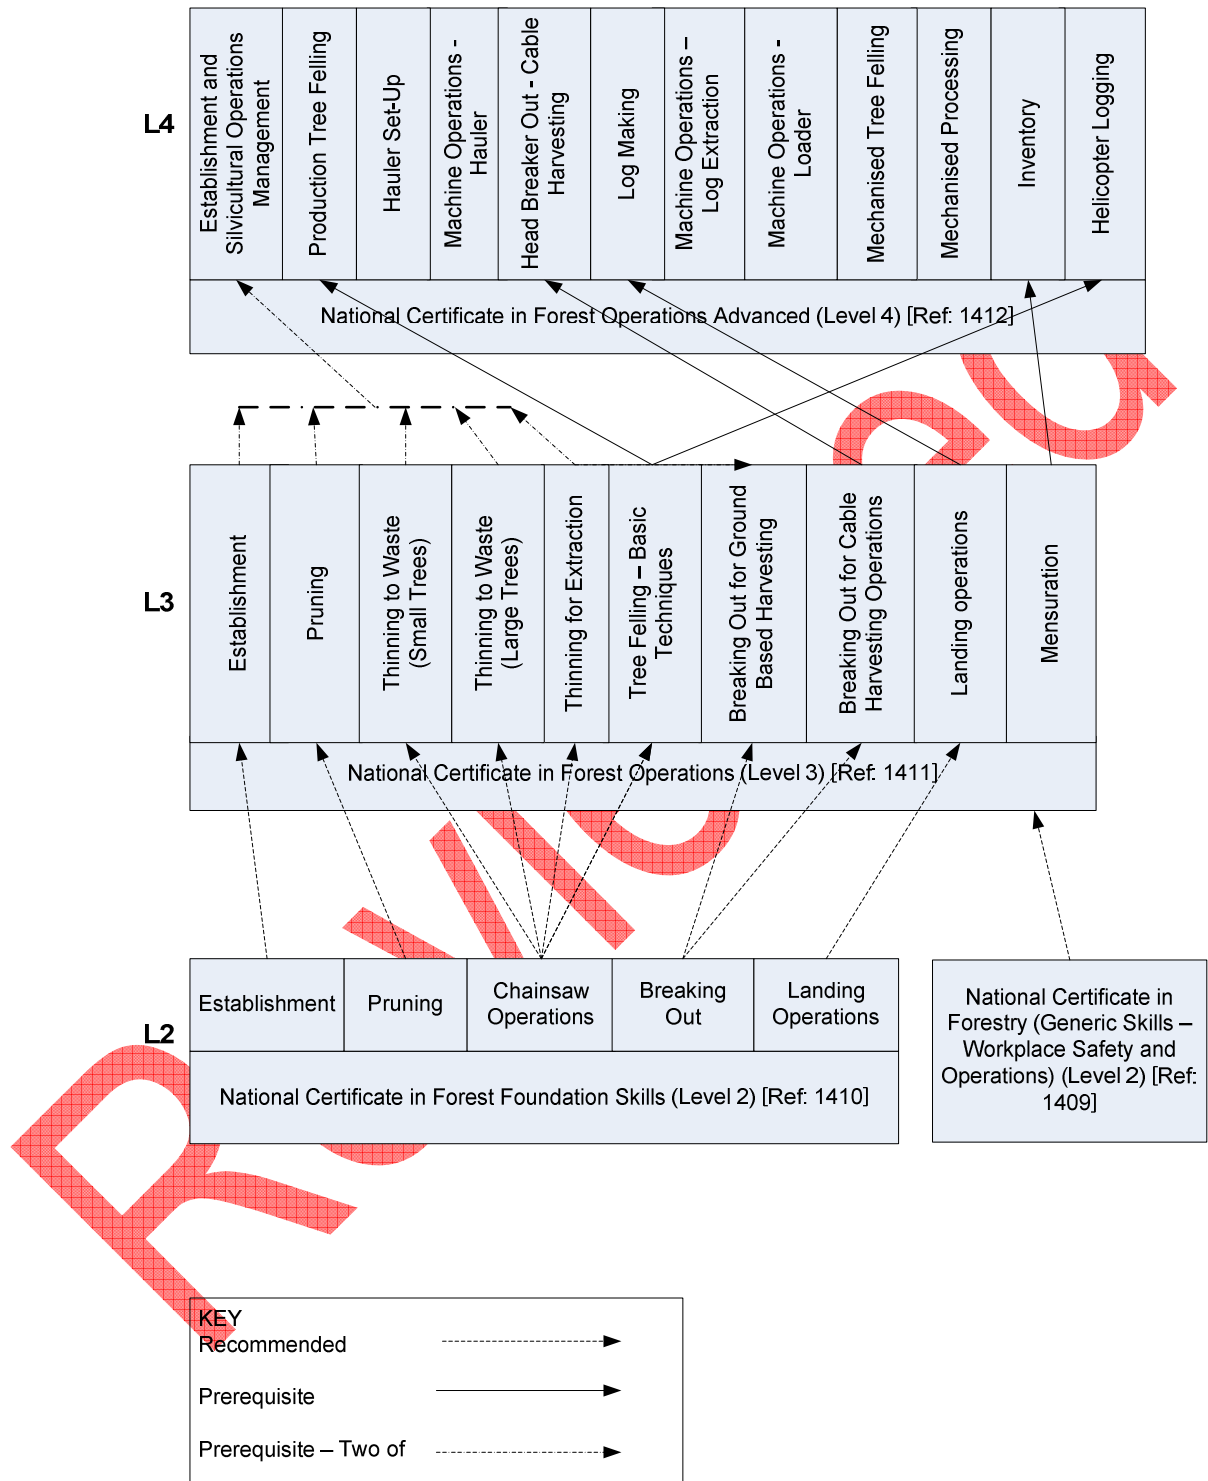 L4
Establishment and
Silvicultural Operations
Management
Production Tree Felling
Hauler Set-Up
Machine Operations -
Hauler
Head Breaker Out - Cable
Harvesting
Log Making
Machine Operations –
Log Extraction
Machine Operations -
Loader
Mechanised Tree Felling
Mechanised Processing
Inventory
Helicopter Logging
National Certificate in Forest Operations Advanced (Level 4) [Ref: 1412]
L3
Establishment
Pruning
Thinning to Waste
(Small Trees)
Thinning to Waste
(Large Trees)
Thinning for Extraction
Tree Felling – Basic
Techniques
Breaking Out for Ground
Based Harvesting
Breaking Out for Cable
Harvesting Operations
Landing operations
Mensuration
National Certificate in Forest Operations (Level 3) [Ref: 1411]
L2
Establishment
Pruning
Chainsaw
Operations
Breaking
Out
Landing
Operations
National Certificate in Forest Foundation Skills (Level 2) [Ref: 1410]
National Certificate in
Forestry (Generic Skills –
Workplace Safety and
Operations) (Level 2) [Ref:
1409]
KEY
Recommended
Prerequisite
Prerequisite – Two of